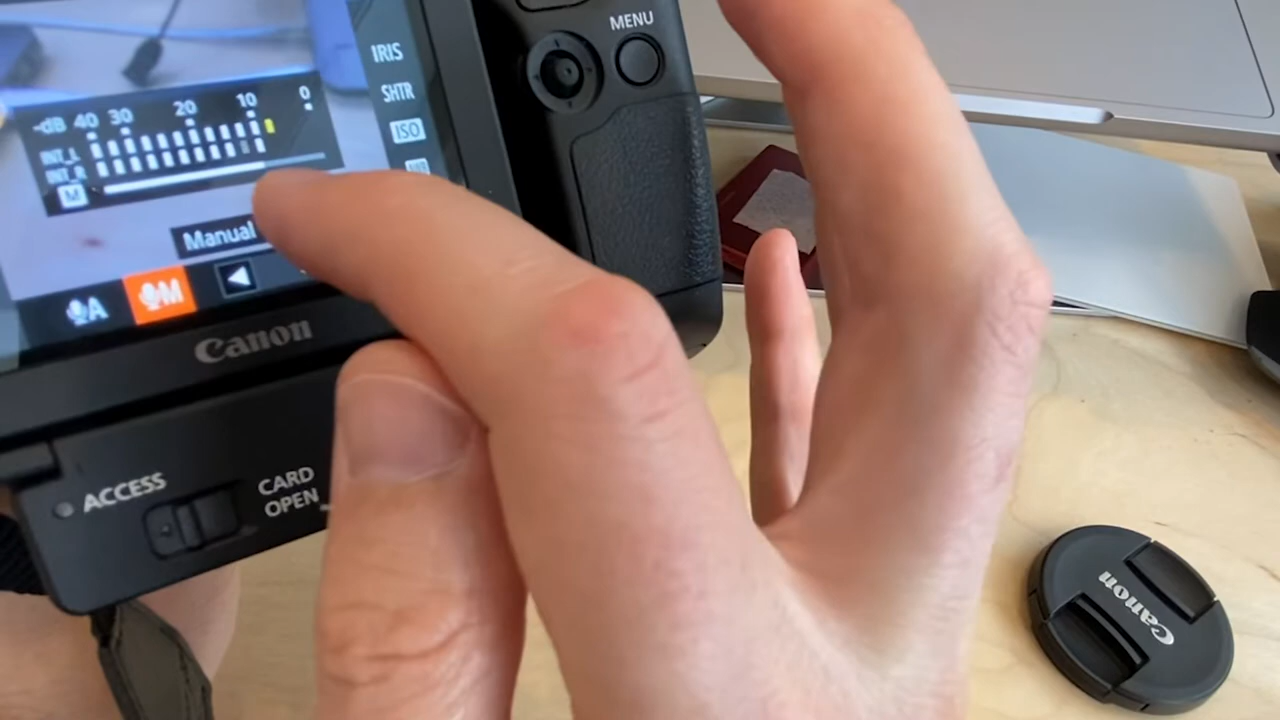 MENU
IRIS
SHTR
ISO
-dB 40 30 20 10 0
INT_L
INT_R
M
Manual
A
M
Canon
ACCESS
CARD
OPEN
Canon